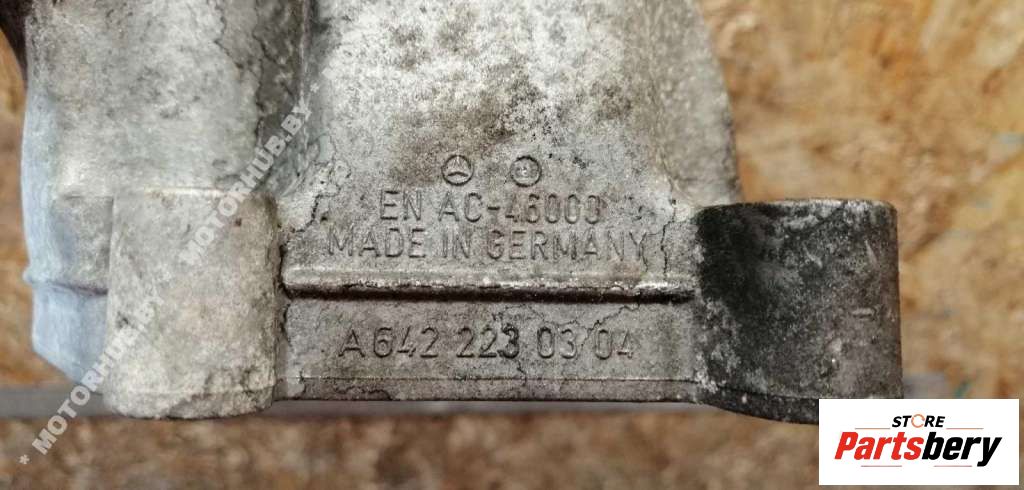 EN AC-46000
MADE IN GERMANY
A 642 223 03 04
* MOTORHUB.BY * MOTORHUB.BY *
STORE
Partsbery